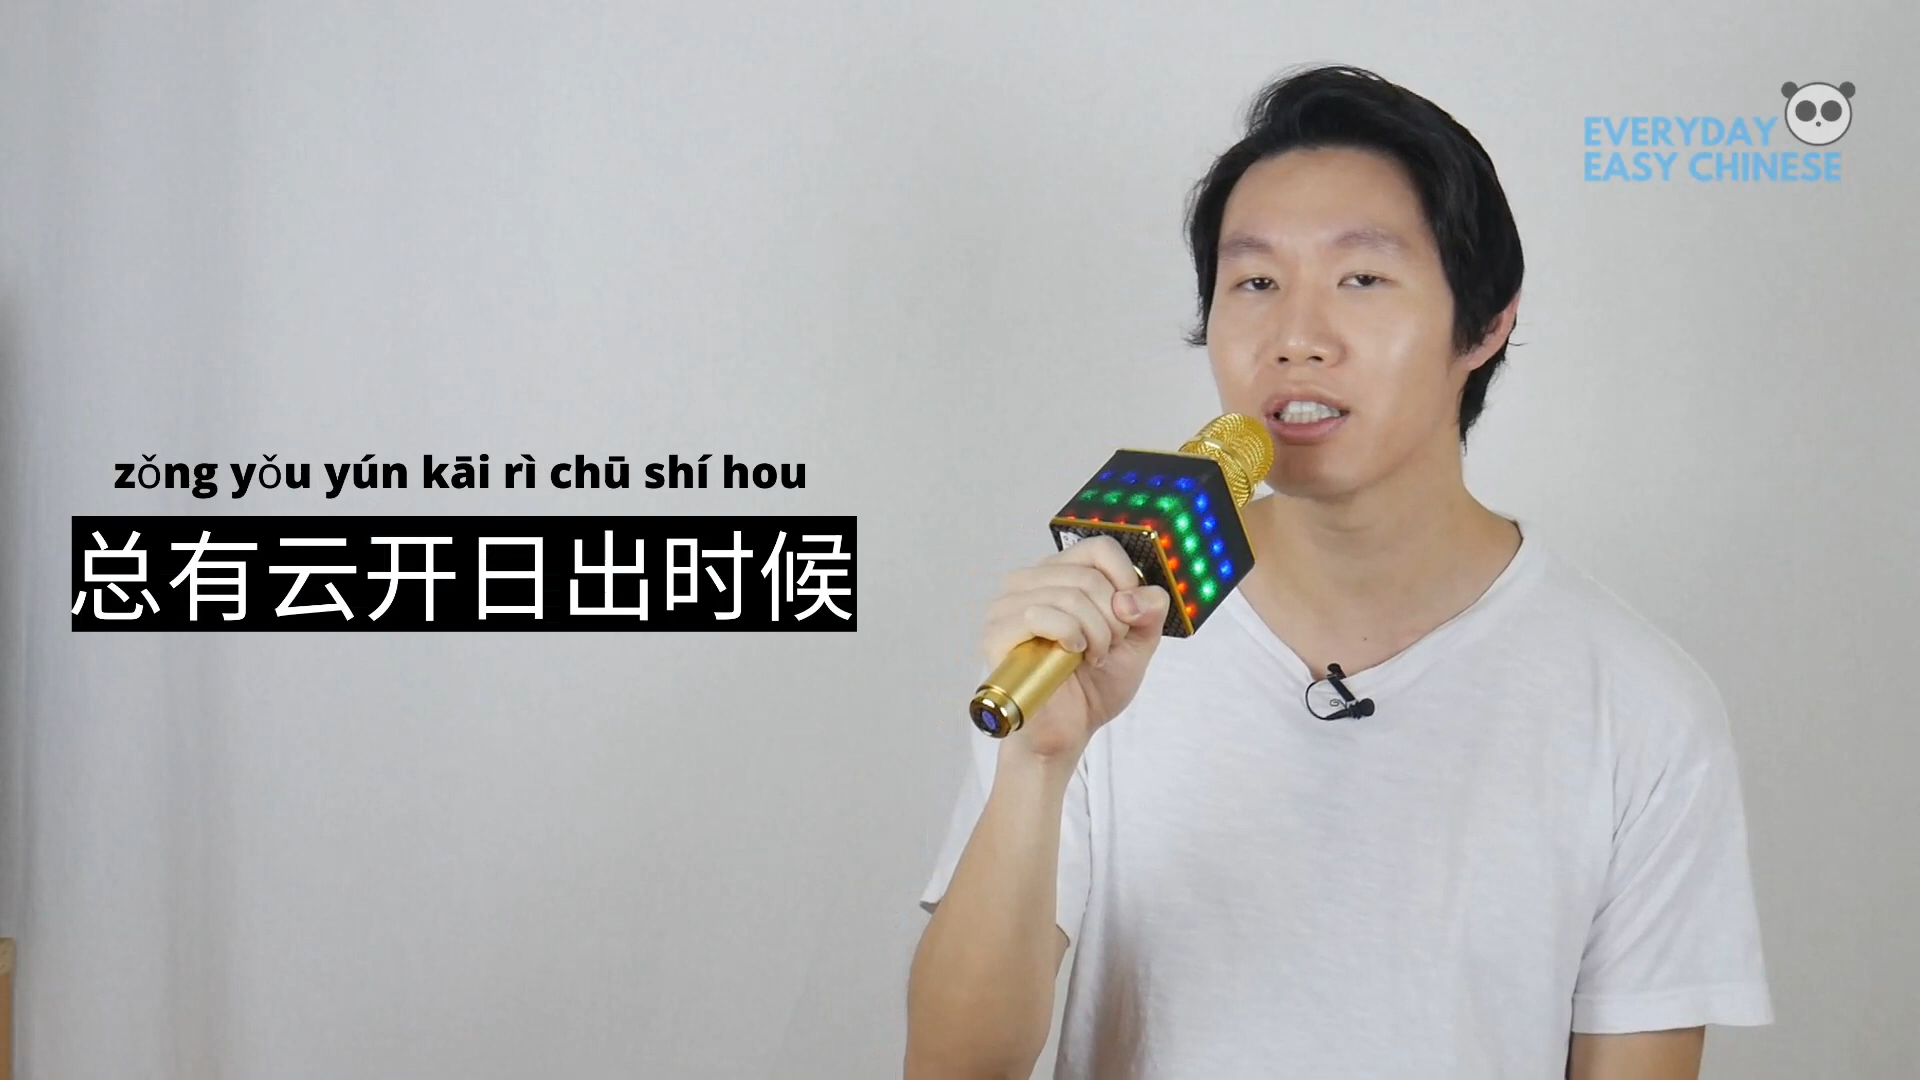 EVERYDAY
EASY CHINESE
zǒng yǒu yún kāi rì chū shí hou
总有云开日出时候